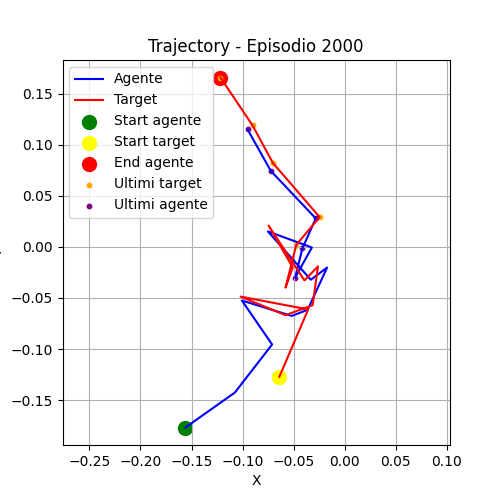 Trajectory - Episodio 2000
Agente
Target
Start agente
Start target
End agente
Ultimi target
Ultimi agente
0.15
0.10
0.05
0.00
−0.05
−0.10
−0.15
−0.25 −0.20 −0.15 −0.10 −0.05 0.00 0.05 0.10
X